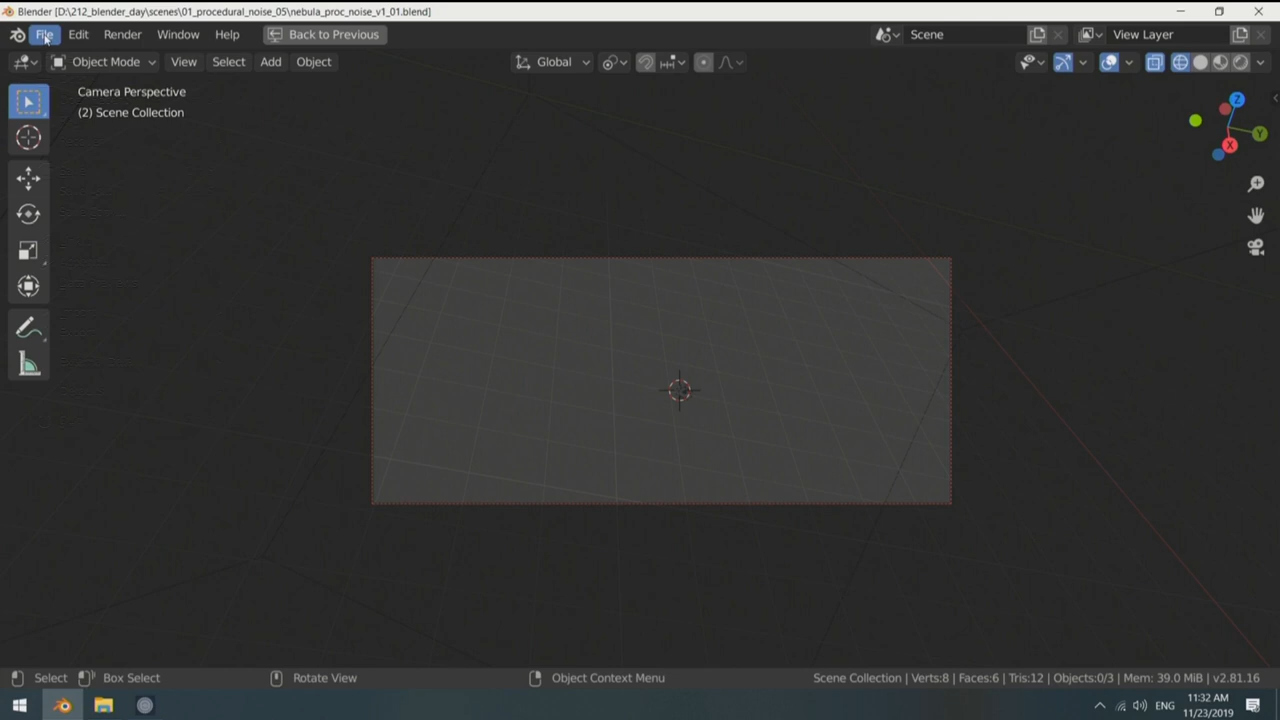 Blender [D:\212_blender_day\scenes\01_procedural_noise_05\nebula_proc_noise_v1_01.blend]
File Edit Render Window Help Back to Previous Scene View Layer
Object Mode View Select Add Object Global
Camera Perspective
(2) Scene Collection
Z
Y
X
Select Box Select Rotate View Object Context Menu Scene Collection | Verts:8 | Faces:6 | Tris:12 | Objects:0/3 | Mem: 39.0 MiB | v2.81.16
ENG 11:32 AM
11/23/2019